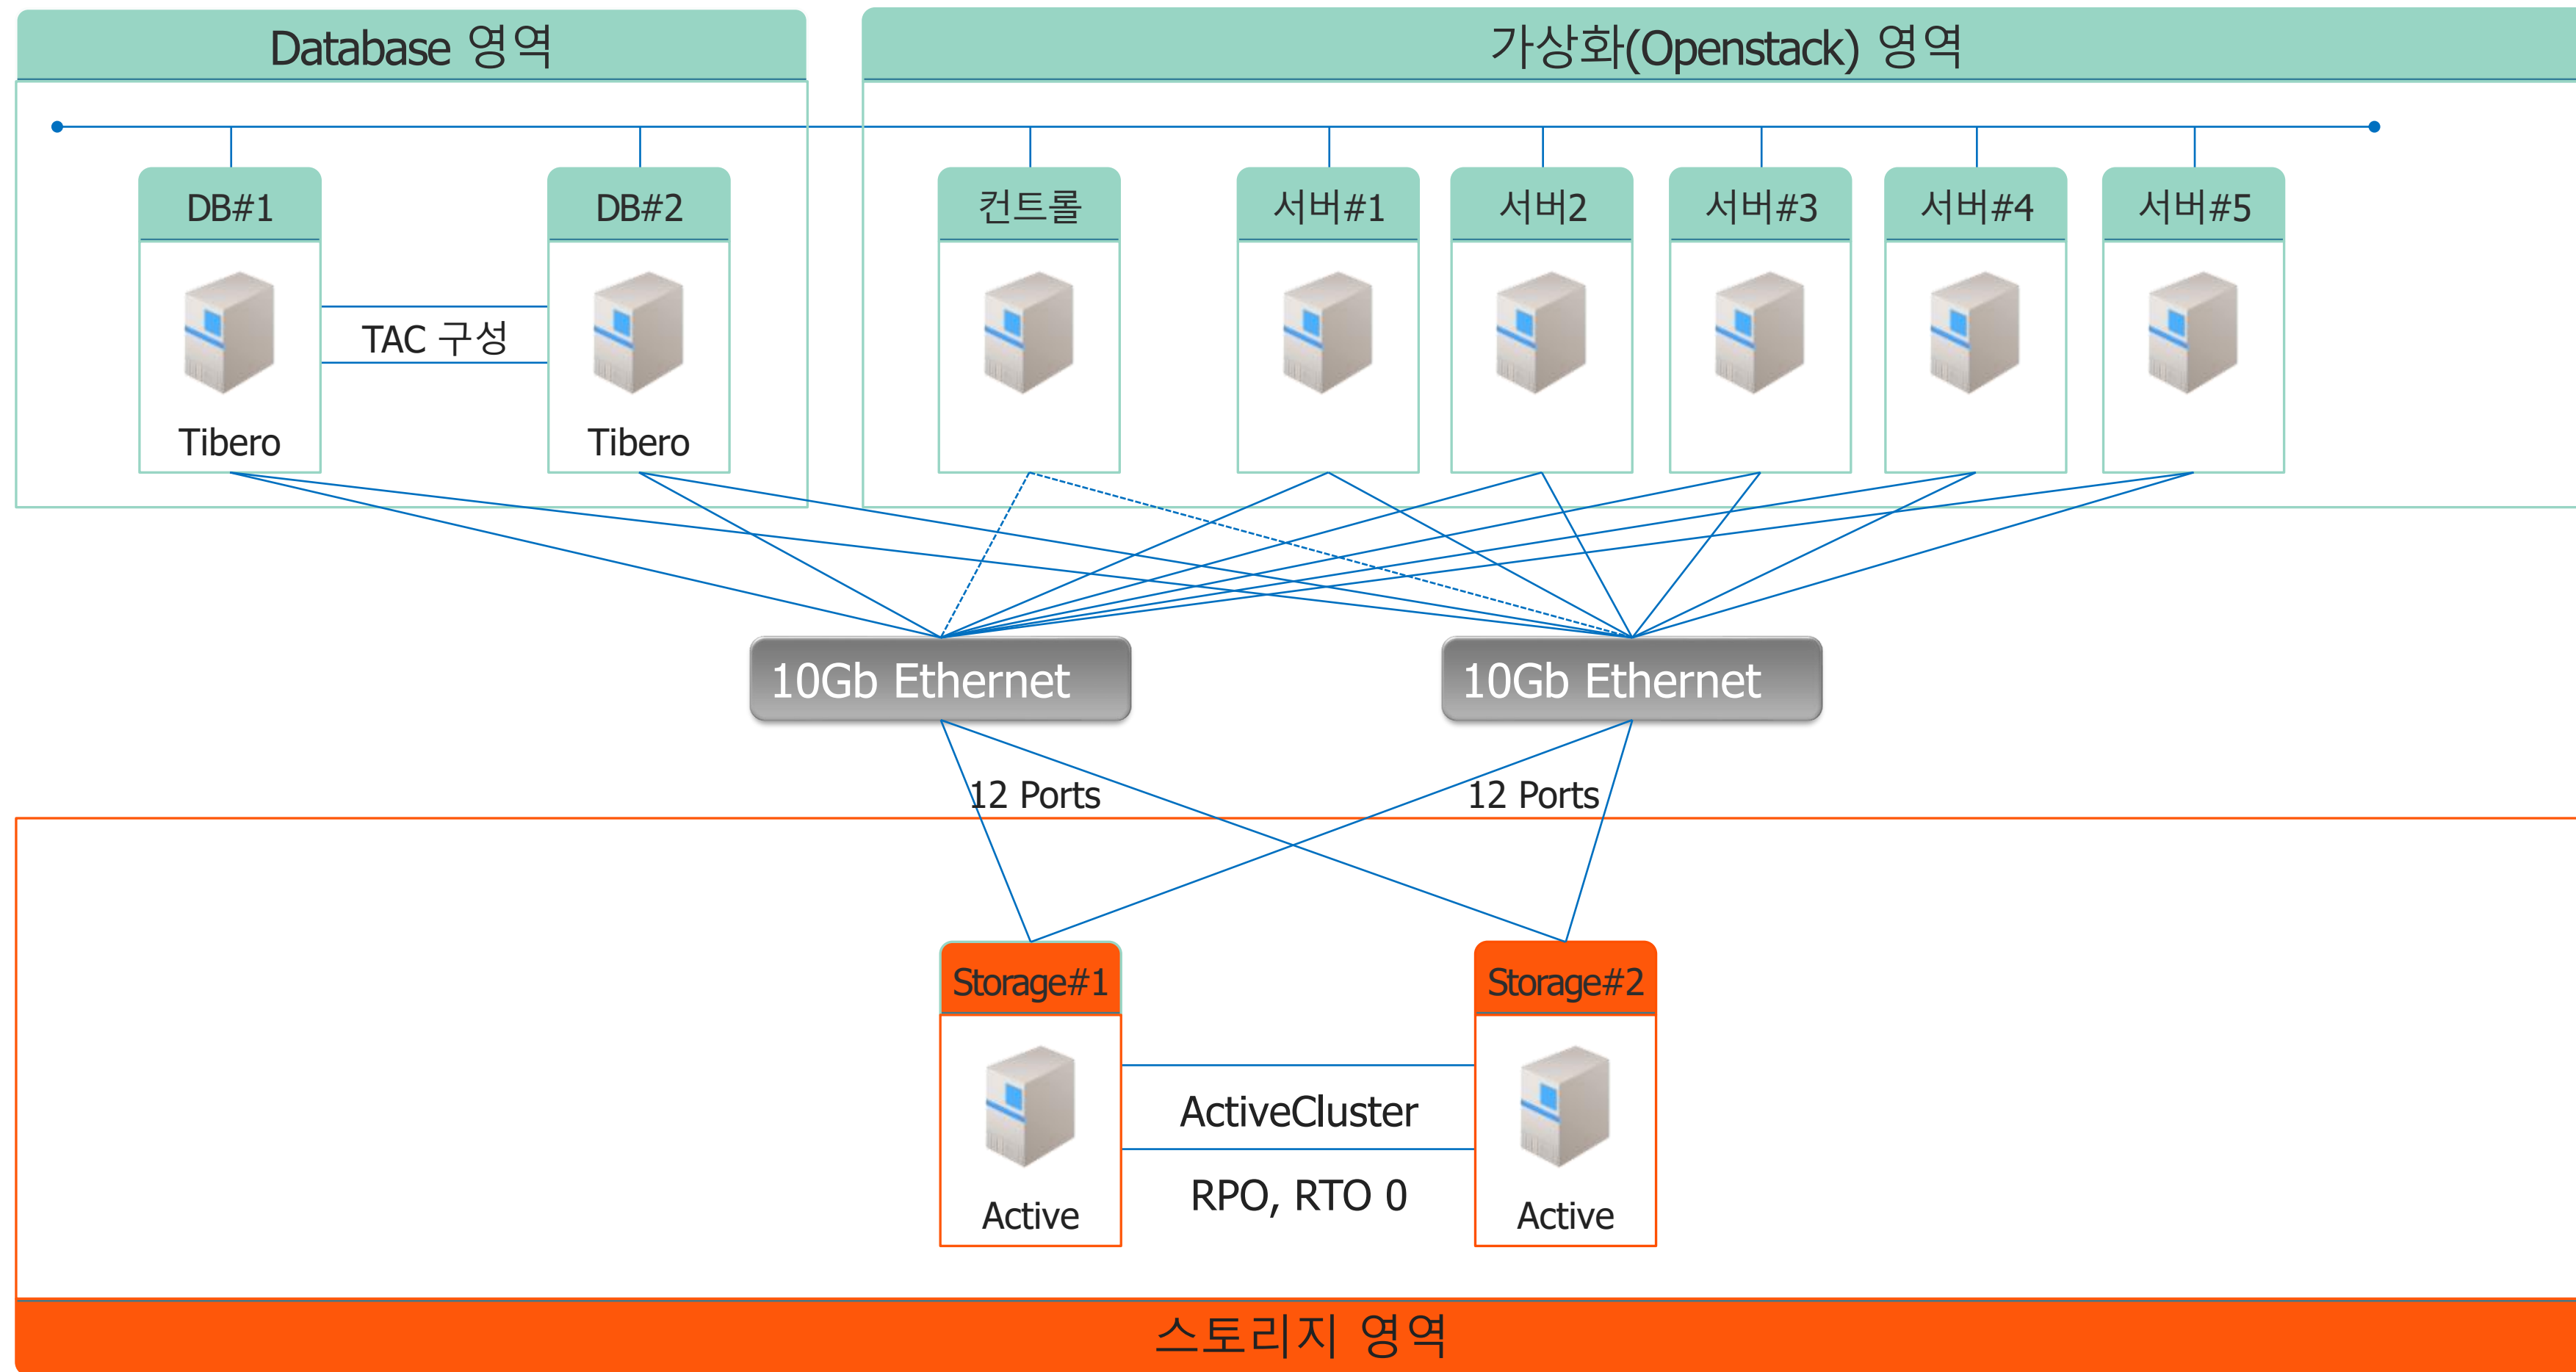 Database 영역
가상화(Openstack) 영역
DB#1
DB#2
컨트롤
서버#1
서버2
서버#3
서버#4
서버#5
TAC 구성
Tibero
Tibero
10Gb Ethernet
10Gb Ethernet
12 Ports
12 Ports
Storage#1
Storage#2
ActiveCluster
RPO, RTO 0
Active
Active
스토리지 영역